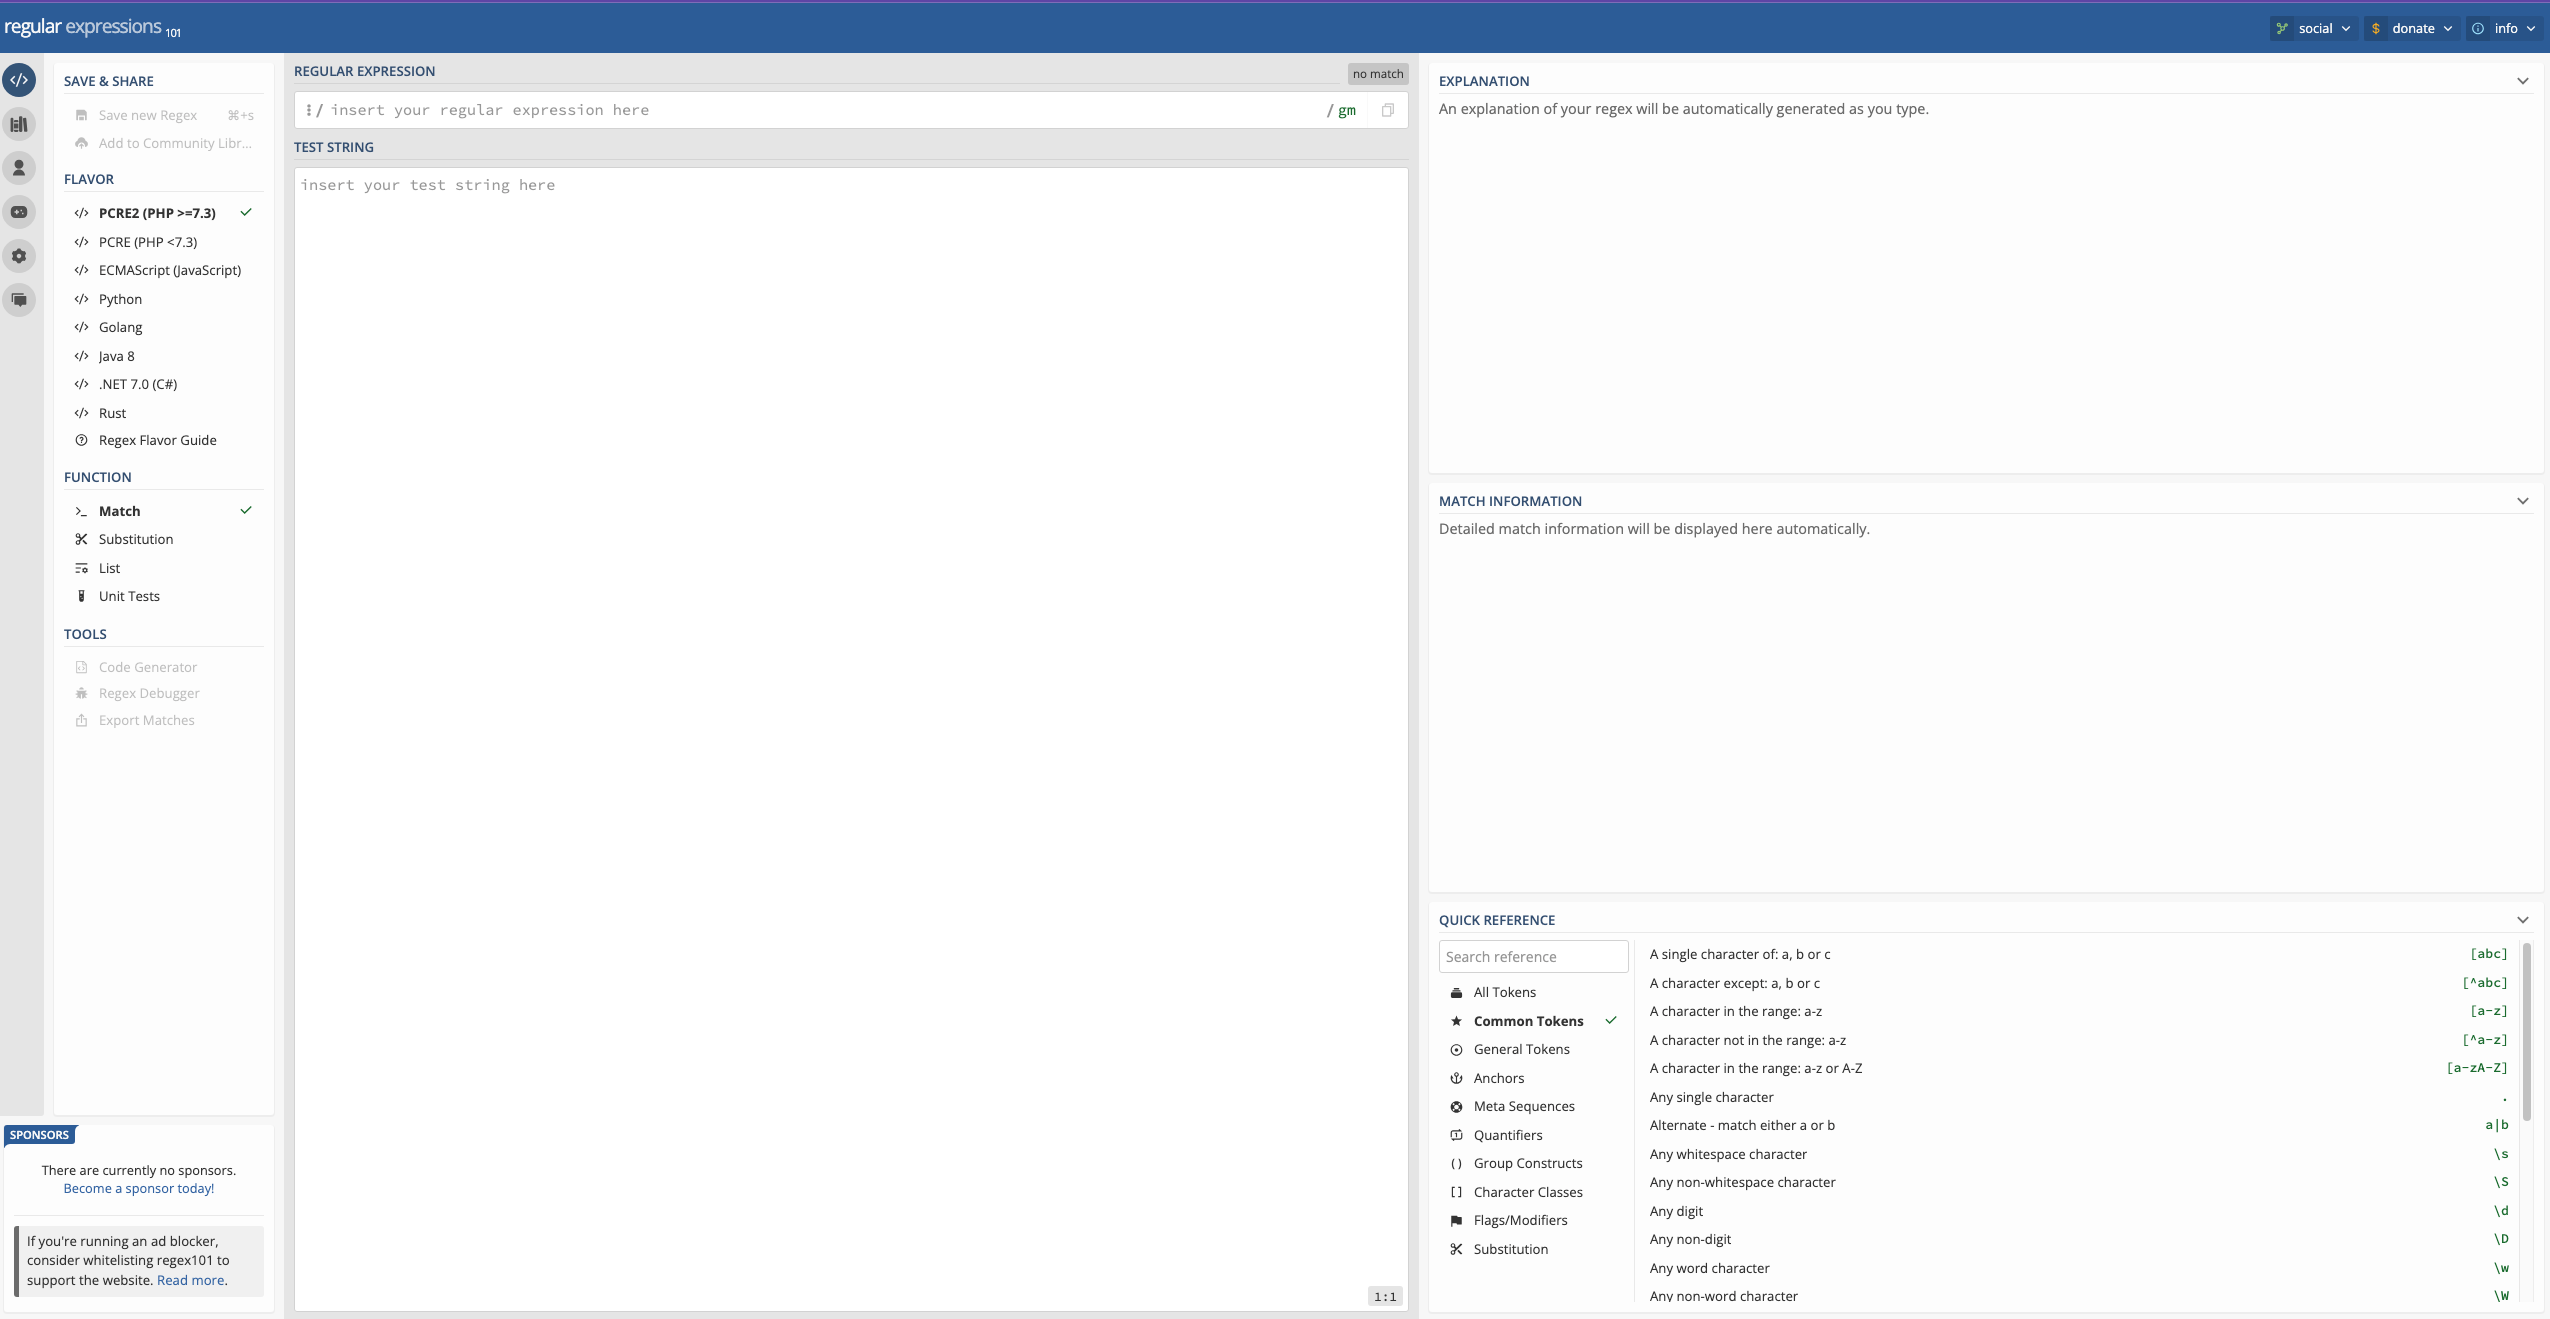 regular expressions 101
social
donate
info
SAVE & SHARE
Save new Regex ⌘+s
Add to Community Libr...
FLAVOR
</> PCRE2 (PHP >=7.3)
</> PCRE (PHP <7.3)
</> ECMAScript (JavaScript)
</> Python
</> Golang
</> Java 8
</> .NET 7.0 (C#)
</> Rust
Regex Flavor Guide
FUNCTION
Match
Substitution
List
Unit Tests
TOOLS
Code Generator
Regex Debugger
Export Matches
SPONSORS
There are currently no sponsors.
Become a sponsor today!
If you're running an ad blocker,
consider whitelisting regex101 to
support the website. Read more.
REGULAR EXPRESSION
no match
/ insert your regular expression here / gm
TEST STRING
insert your test string here
1:1
EXPLANATION
An explanation of your regex will be automatically generated as you type.
MATCH INFORMATION
Detailed match information will be displayed here automatically.
QUICK REFERENCE
Search reference
All Tokens
Common Tokens
General Tokens
Anchors
Meta Sequences
Quantifiers
Group Constructs
Character Classes
Flags/Modifiers
Substitution
A single character of: a, b or c [abc]
A character except: a, b or c [^abc]
A character in the range: a-z [a-z]
A character not in the range: a-z [^a-z]
A character in the range: a-z or A-Z [a-zA-Z]
Any single character .
Alternate - match either a or b a|b
Any whitespace character \s
Any non-whitespace character \S
Any digit \d
Any non-digit \D
Any word character \w
Any non-word character \W